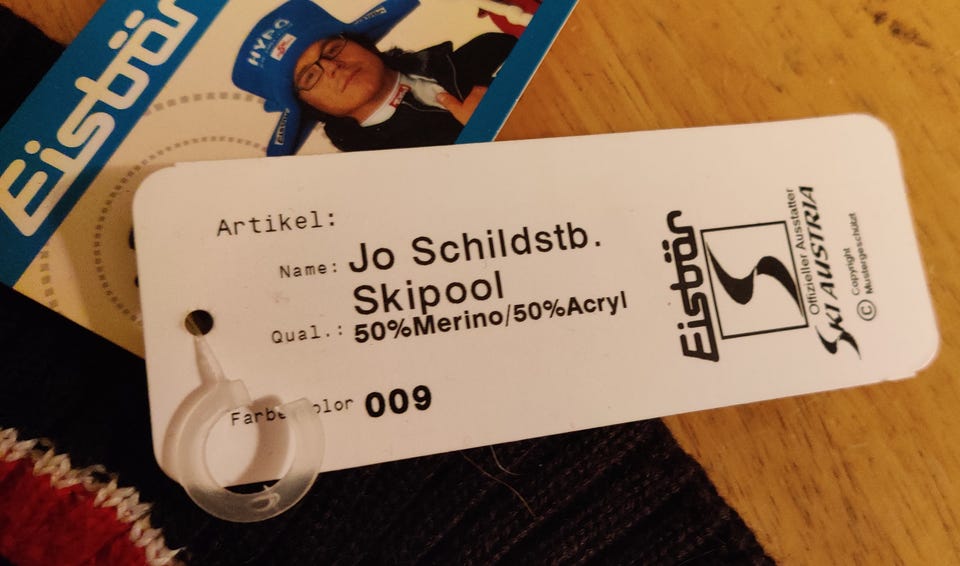 Eisbär
HYPO
Artikel:
Name: Jo Schildstb.
Skipool
Qual.: 50%Merino/50%Acryl
Farbe olor 009
Eisbär
Offizieller Ausstatter
SKI AUSTRIA
© Copyright
Mustergeschützt